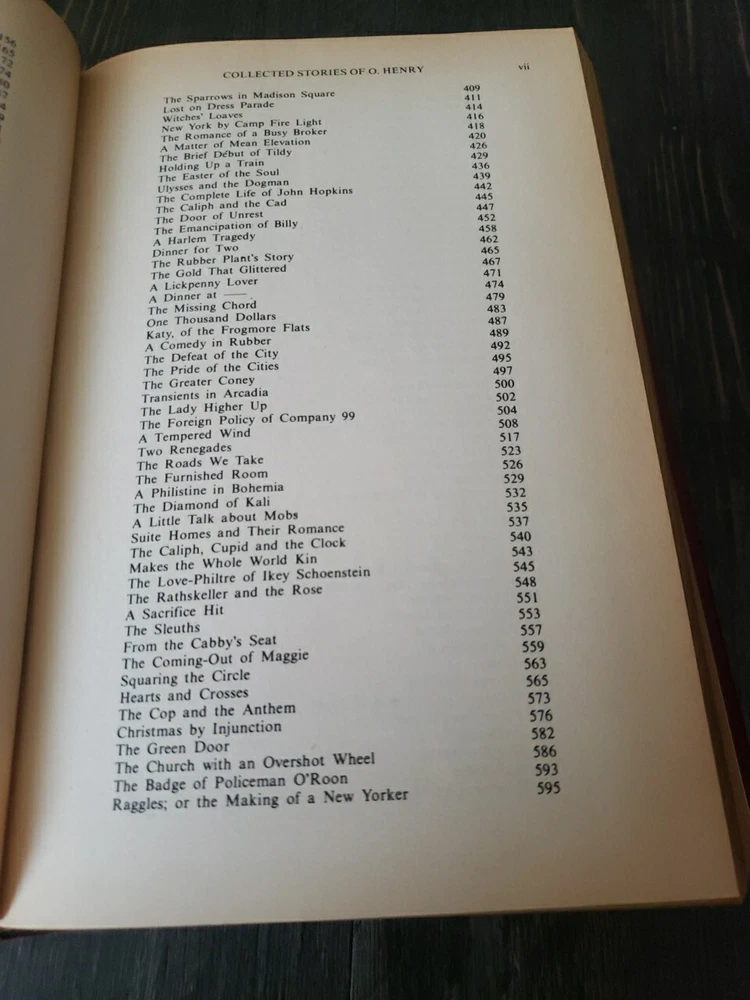 COLLECTED STORIES OF O. HENRY vii
The Sparrows in Madison Square 409
Lost on Dress Parade 411
Witches' Loaves 414
New York by Camp Fire Light 416
The Romance of a Busy Broker 418
A Matter of Mean Elevation 420
The Brief Début of Tildy 426
Holding Up a Train 429
The Easter of the Soul 436
Ulysses and the Dogman 439
The Complete Life of John Hopkins 442
The Caliph and the Cad 445
The Door of Unrest 447
The Emancipation of Billy 452
A Harlem Tragedy 458
Dinner for Two 462
The Rubber Plant's Story 465
The Gold That Glittered 467
A Lickpenny Lover 471
A Dinner at —— 474
The Missing Chord 479
One Thousand Dollars 483
Katy, of the Frogmore Flats 487
A Comedy in Rubber 489
The Defeat of the City 492
The Pride of the Cities 495
The Greater Coney 497
Transients in Arcadia 500
The Lady Higher Up 502
The Foreign Policy of Company 99 504
A Tempered Wind 508
Two Renegades 517
The Roads We Take 523
The Furnished Room 526
A Philistine in Bohemia 529
The Diamond of Kali 532
A Little Talk about Mobs 535
Suite Homes and Their Romance 537
The Caliph, Cupid and the Clock 540
Makes the Whole World Kin 543
The Love-Philtre of Ikey Schoenstein 545
The Rathskeller and the Rose 548
A Sacrifice Hit 551
The Sleuths 553
From the Cabby's Seat 557
The Coming-Out of Maggie 559
Squaring the Circle 563
Hearts and Crosses 565
The Cop and the Anthem 573
Christmas by Injunction 576
The Green Door 582
The Church with an Overshot Wheel 586
The Badge of Policeman O'Roon 593
Raggles; or the Making of a New Yorker 595